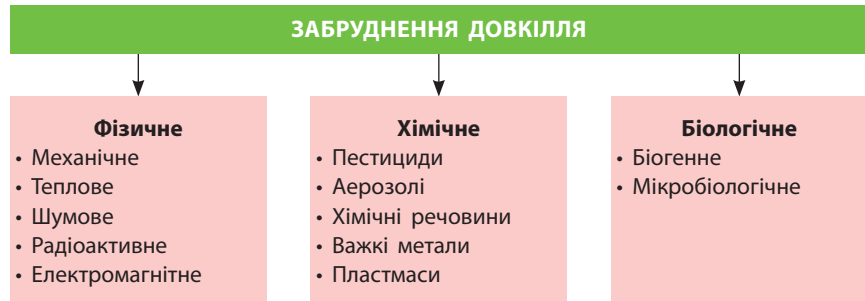 ЗАБРУДНЕННЯ ДОВКІЛЛЯ
Фізичне
• Механічне
• Теплове
• Шумове
• Радіоактивне
• Електромагнітне
Хімічне
• Пестициди
• Аерозолі
• Хімічні речовини
• Важкі метали
• Пластмаси
Біологічне
• Біогенне
• Мікробіологічне